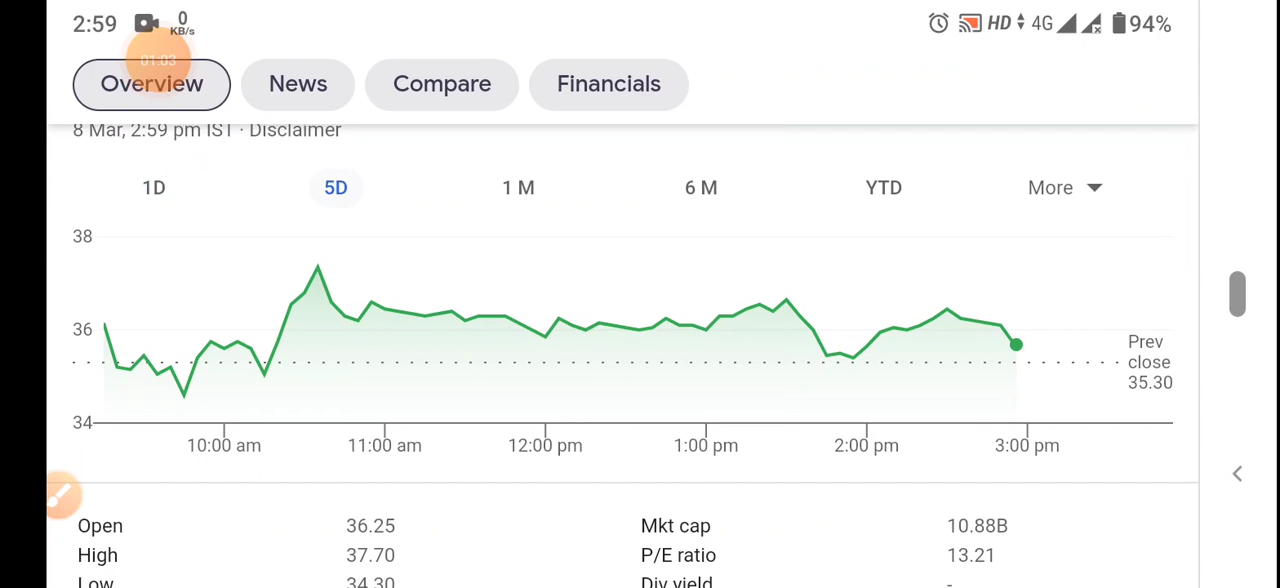 2:59 0 KB/s HD 4G 94%
01:03
Overview News Compare Financials
8 Mar, 2:59 pm IST · Disclaimer
1D 5D 1 M 6 M YTD More
38
36
34
Prev
close
35.30
10:00 am 11:00 am 12:00 pm 1:00 pm 2:00 pm 3:00 pm
Open 36.25 Mkt cap 10.88B
High 37.70 P/E ratio 13.21
Low 34.30 Div yield -